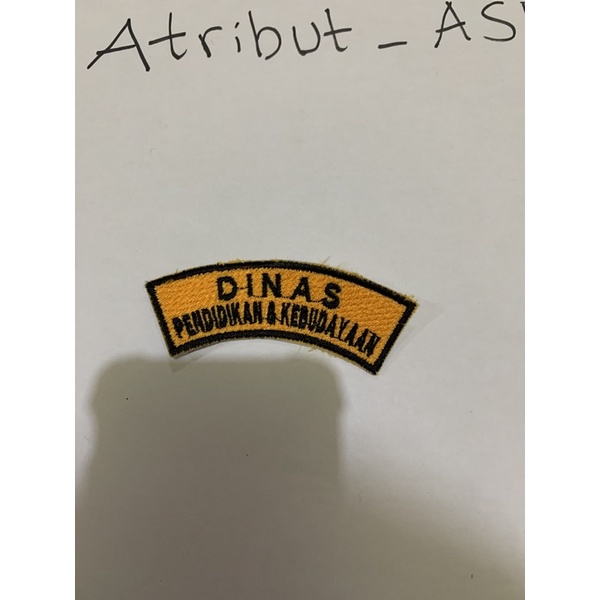 Atribut - AS
DINAS
PENDIDIKAN & KEBUDAYAAN